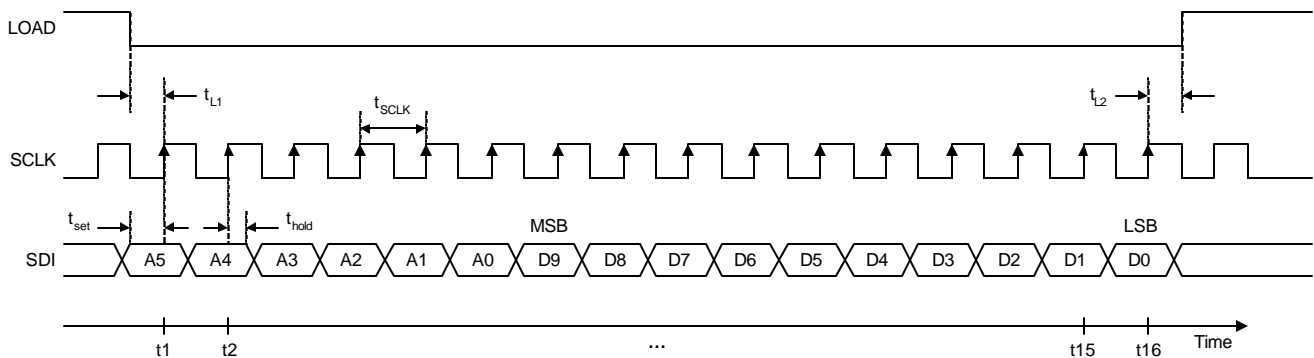 LOAD
tL1
tSCLK
tL2
SCLK
tset
thold
MSB
LSB
SDI
A5 A4 A3 A2 A1 A0 D9 D8 D7 D6 D5 D4 D3 D2 D1 D0
t1 t2 ... t15 t16 Time